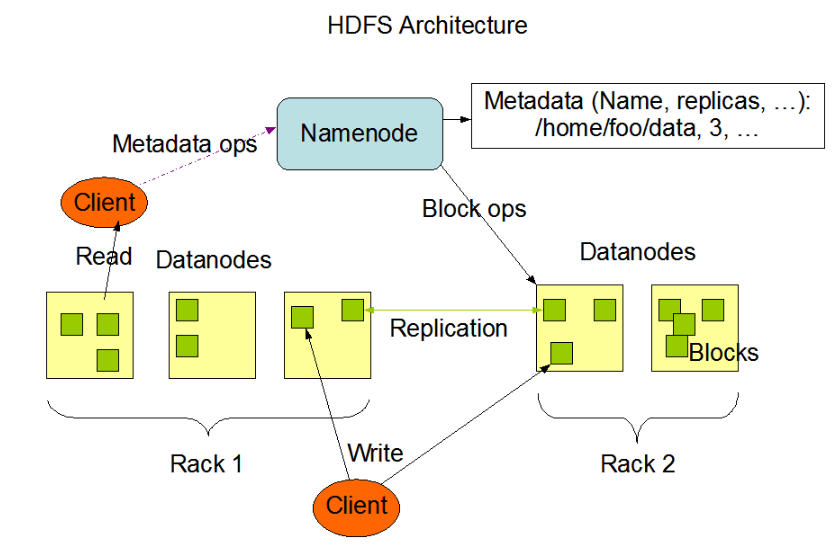 HDFS Architecture
Metadata (Name, replicas, …):
/home/foo/data, 3, …
Namenode
Metadata ops
Client
Block ops
Read
Datanodes
Datanodes
Replication
Blocks
Rack 1
Write
Rack 2
Client